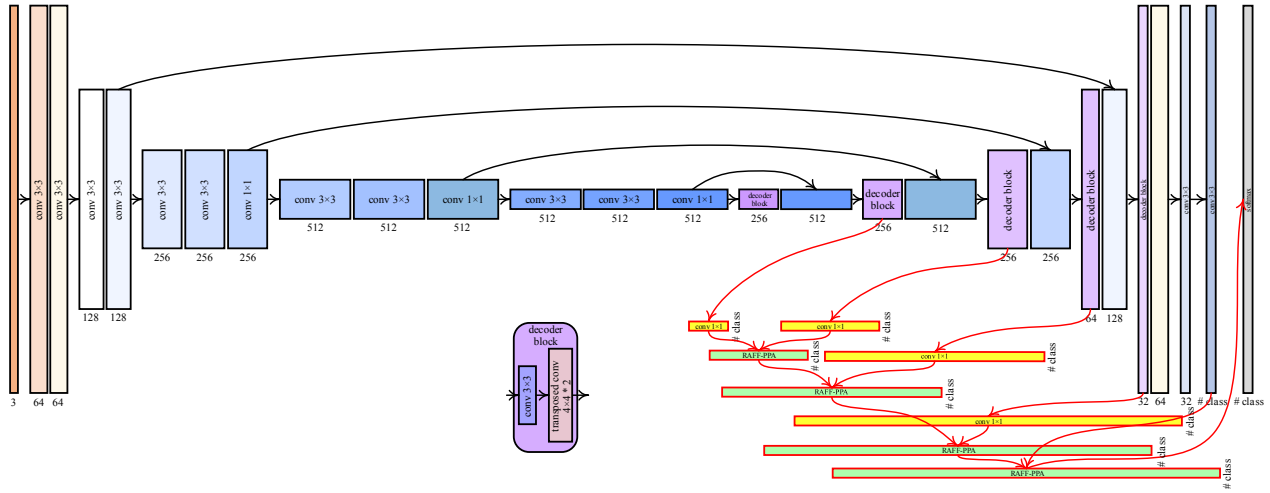 conv 3×3
conv 3×3
3
64
64
conv 3×3
conv 3×3
128
128
conv 3×3
conv 3×3
conv 1×1
256
256
256
conv 3×3
conv 3×3
conv 1×1
512
512
512
conv 3×3
conv 3×3
conv 1×1
512
512
512
decoder
block
256
512
decoder
block
256
512
decoder block
256
256
decoder block
64
128
decoder block
32
64
conv 3×3
32
conv 3×3
# class
softmax
# class
conv 1×1
# class
conv 1×1
# class
RAFF-PPA
# class
conv 1×1
# class
RAFF-PPA
# class
conv 1×1
# class
RAFF-PPA
# class
RAFF-PPA
# class
decoder
block
conv 3×3
transposed conv
4×4 * 2